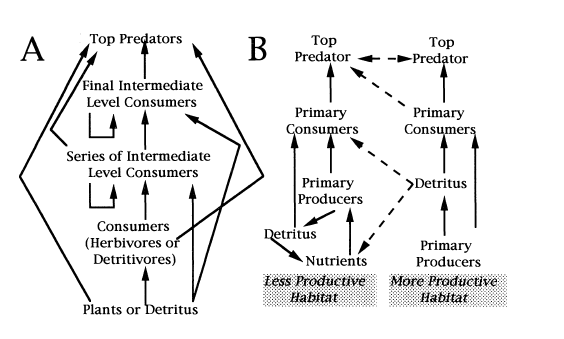 A
Top Predators
Final Intermediate
Level Consumers
Series of Intermediate
Level Consumers
Consumers
(Herbivores or
Detritivores)
Plants or Detritus
B
Top
Predator
Primary
Consumers
Primary
Producers
Detritus
Nutrients
Less Productive
Habitat
Top
Predator
Primary
Consumers
Detritus
Primary
Producers
More Productive
Habitat